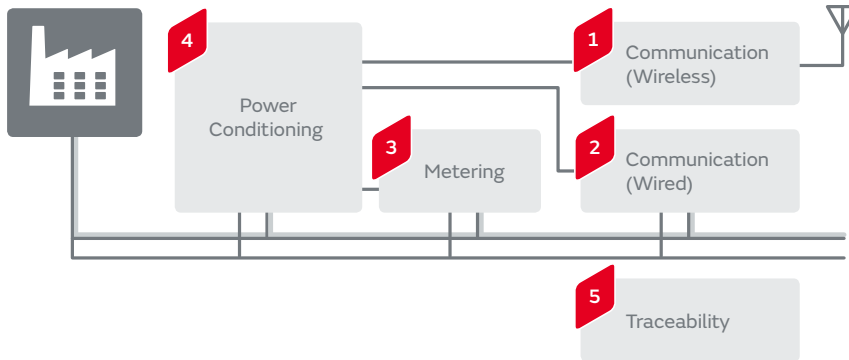 4
Power
Conditioning
1
Communication
(Wireless)
3
Metering
2
Communication
(Wired)
5
Traceability